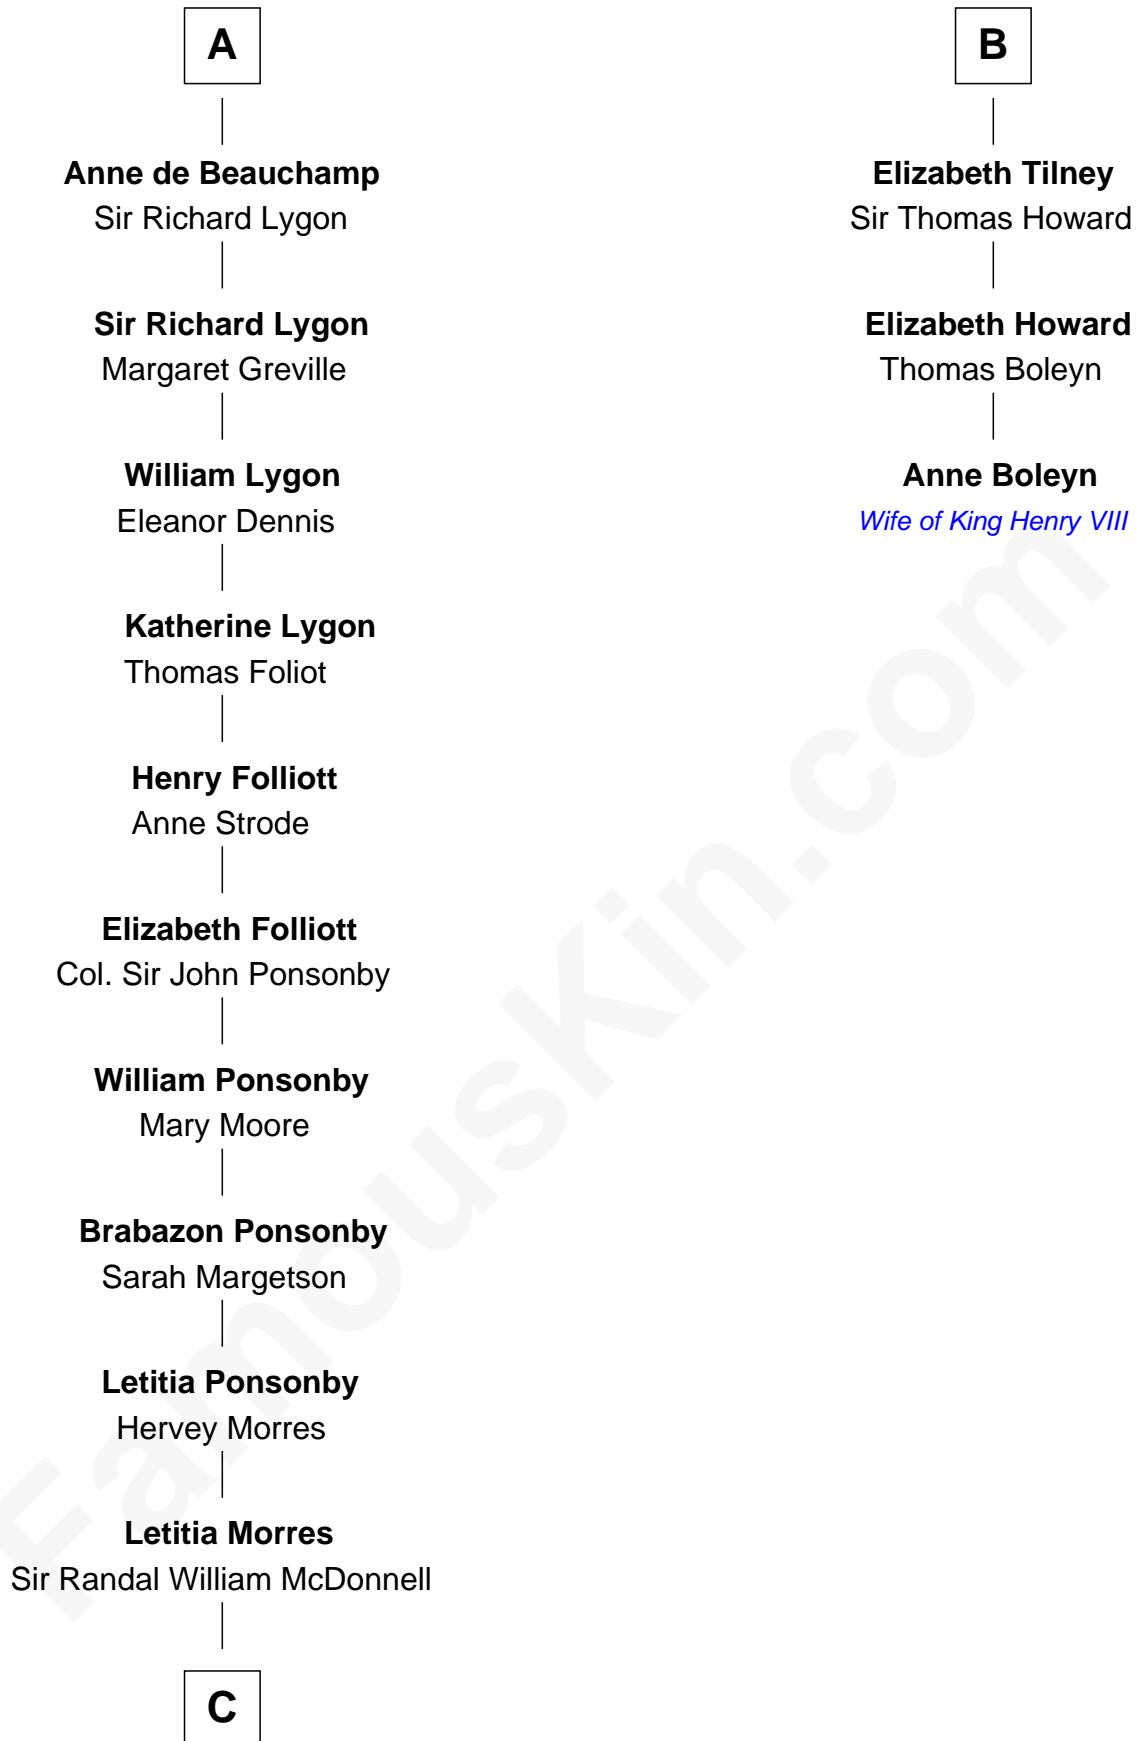 A
Anne de Beauchamp
Sir Richard Lygon
Sir Richard Lygon
Margaret Greville
William Lygon
Eleanor Dennis
Katherine Lygon
Thomas Foliot
Henry Folliott
Anne Strode
Elizabeth Folliott
Col. Sir John Ponsonby
William Ponsonby
Mary Moore
Brabazon Ponsonby
Sarah Margetson
Letitia Ponsonby
Hervey Morres
Letitia Morres
Sir Randal William McDonnell
C
B
Elizabeth Tilney
Sir Thomas Howard
Elizabeth Howard
Thomas Boleyn
Anne Boleyn
Wife of King Henry VIII
FamousKin.com